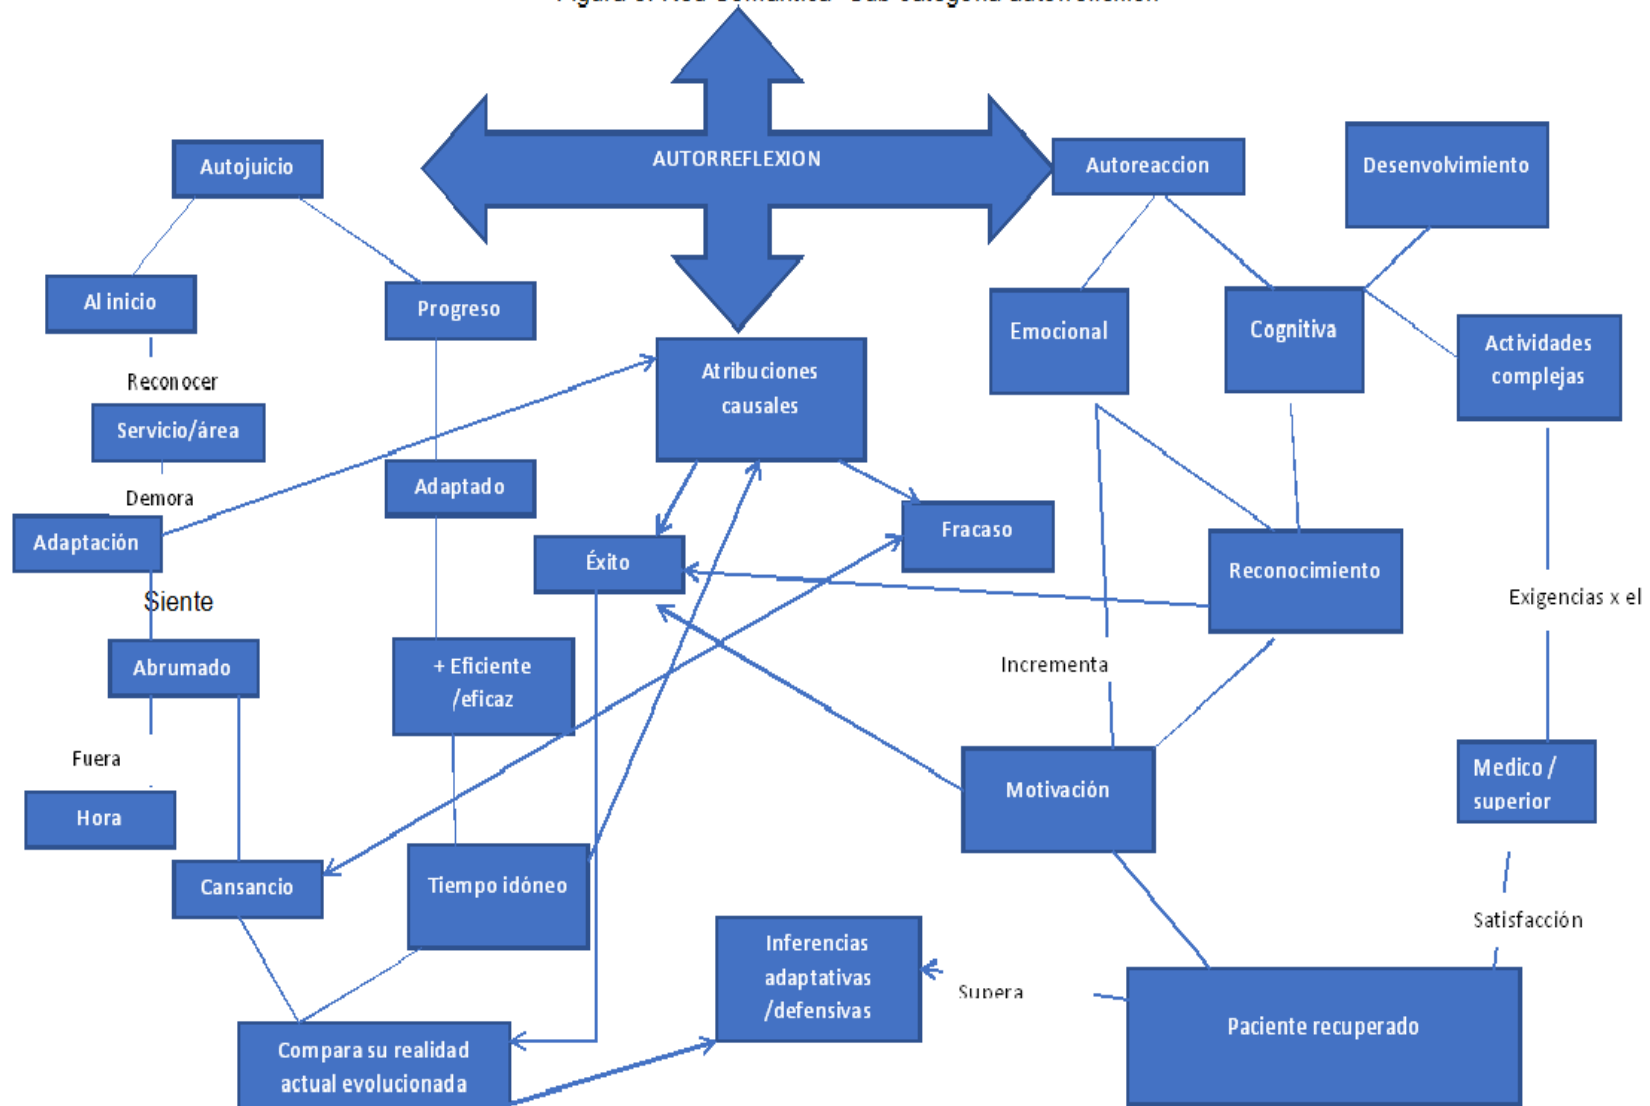 AUTORREFLEXION
Autojuicio
Autoreaccion
Desenvolvimiento
Al inicio
Progreso
Emocional
Cognitiva
Actividades
complejas
Atribuciones
causales
Reconocer
Servicio/área
Demora
Adaptado
Adaptación
Fracaso
Éxito
Reconocimiento
Siente
Exigencias x el
Abrumado
+ Eficiente
/eficaz
Incrementa
Fuera
Hora
Motivación
Medico /
superior
Cansancio
Tiempo idóneo
Satisfacción
Inferencias
adaptativas
/defensivas
Supera
Paciente recuperado
Compara su realidad
actual evolucionada